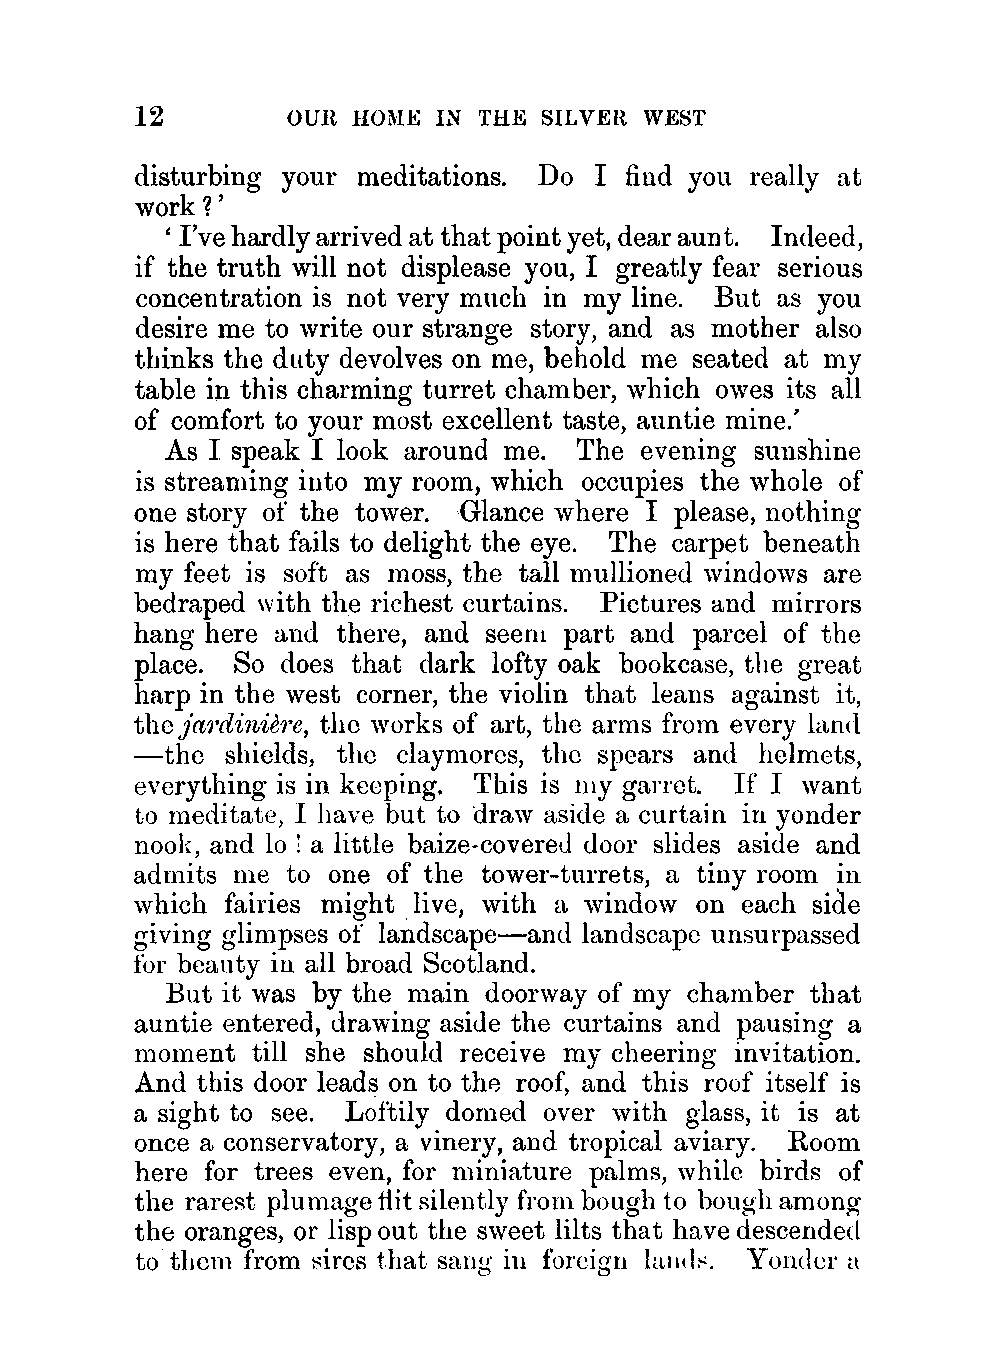 12 OUR HOME IN THE SILVER WEST
disturbing your meditations. Do I find you really at
work?’
‘I’ve hardly arrived at that point yet, dear aunt. Indeed,
if the truth will not displease you, I greatly fear serious
concentration is not very much in my line. But as you
desire me to write our strange story, and as mother also
thinks the duty devolves on me, behold me seated at my
table in this charming turret chamber, which owes its all
of comfort to your most excellent taste, auntie mine.’
As I speak I look around me. The evening sunshine
is streaming into my room, which occupies the whole of
one story of the tower. Glance where I please, nothing
is here that fails to delight the eye. The carpet beneath
my feet is soft as moss, the tall mullioned windows are
bedraped with the richest curtains. Pictures and mirrors
hang here and there, and seem part and parcel of the
place. So does that dark lofty oak bookcase, the great
harp in the west corner, the violin that leans against it,
the jardinière, the works of art, the arms from every land
—the shields, the claymores, the spears and helmets,
everything is in keeping. This is my garret. If I want
to meditate, I have but to draw aside a curtain in yonder
nook, and lo! a little baize-covered door slides aside and
admits me to one of the tower-turrets, a tiny room in
which fairies might live, with a window on each side
giving glimpses of landscape—and landscape unsurpassed
for beauty in all broad Scotland.
But it was by the main doorway of my chamber that
auntie entered, drawing aside the curtains and pausing a
moment till she should receive my cheering invitation.
And this door leads on to the roof, and this roof itself is
a sight to see. Loftily domed over with glass, it is at
once a conservatory, a vinery, and tropical aviary. Room
here for trees even, for miniature palms, while birds of
the rarest plumage flit silently from bough to bough among
the oranges, or lisp out the sweet lilts that have descended
to them from sires that sang in foreign lands. Yonder a